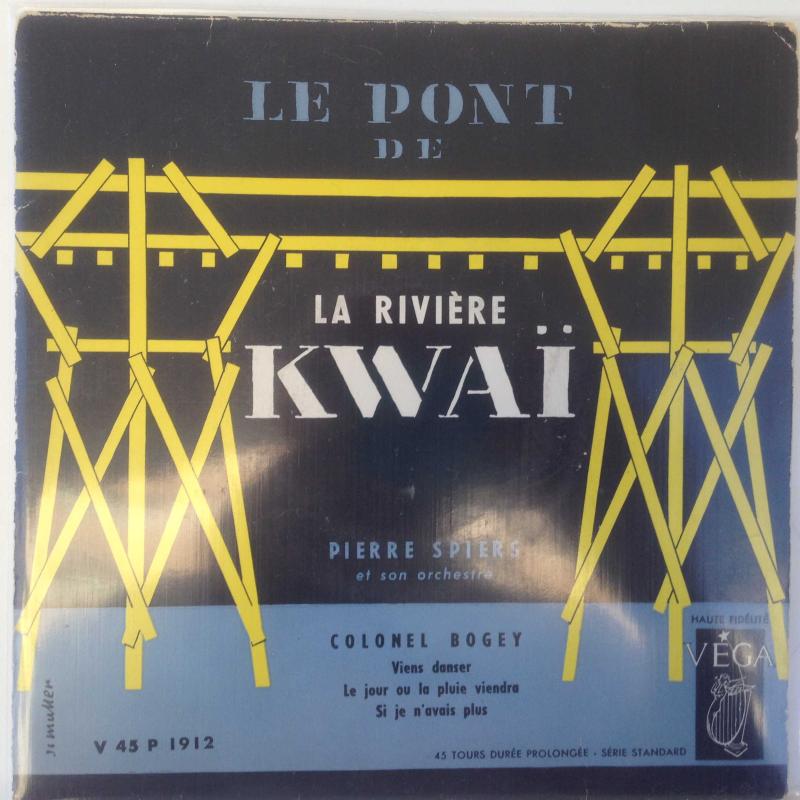 LE PONT
DE
LA RIVIÈRE
KWAÏ
PIERRE SPIERS
et son orchestre
COLONEL BOGEY
Viens danser
Le jour ou la pluie viendra
Si je n'avais plus
HAUTE FIDÉLITÉ
VÉGA
V 45 P 1912
45 TOURS DURÉE PROLONGÉE - SÉRIE STANDARD